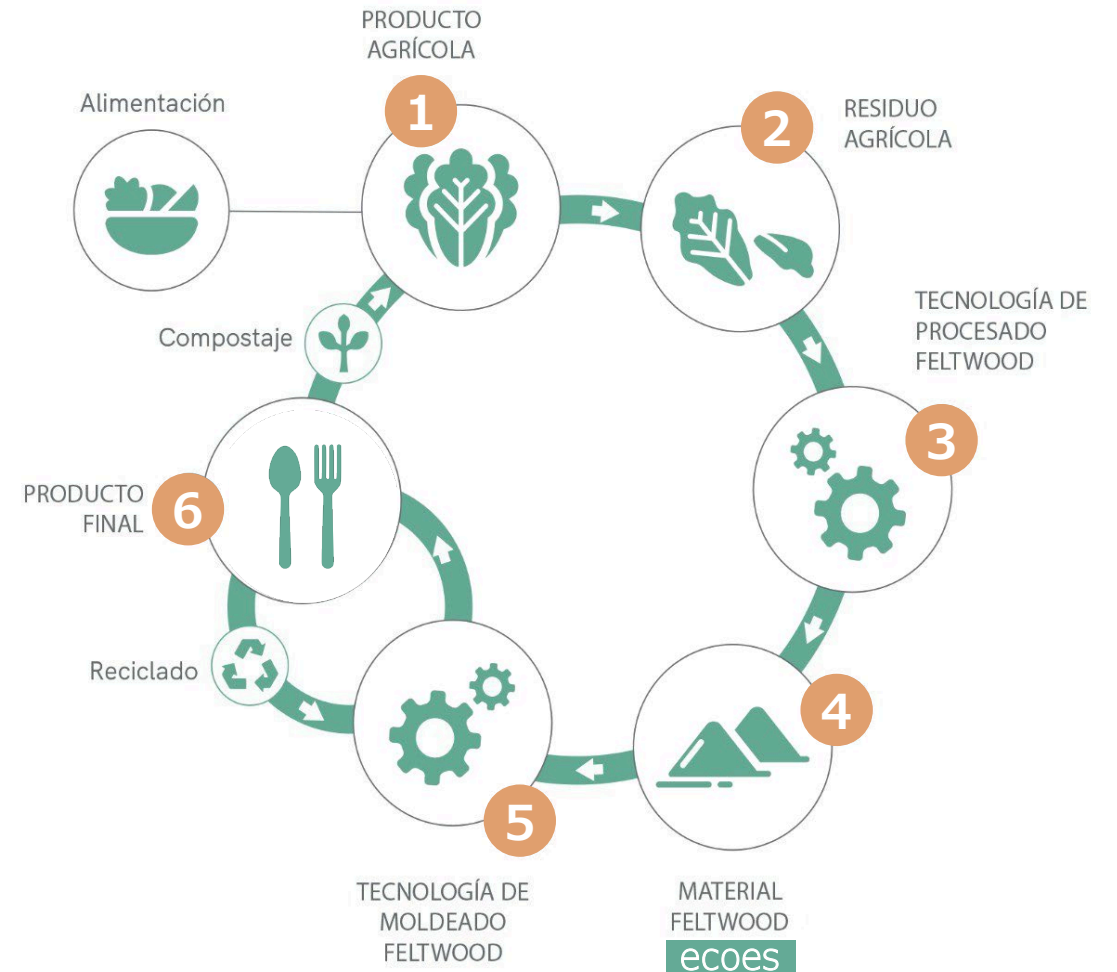 PRODUCTO
AGRÍCOLA
1
Alimentación
2
RESIDUO
AGRÍCOLA
TECNOLOGÍA DE
PROCESADO
FELTWOOD
3
Compostaje
PRODUCTO
FINAL
6
Reciclado
4
5
TECNOLOGÍA DE
MOLDEADO
FELTWOOD
MATERIAL
FELTWOOD
ecoes